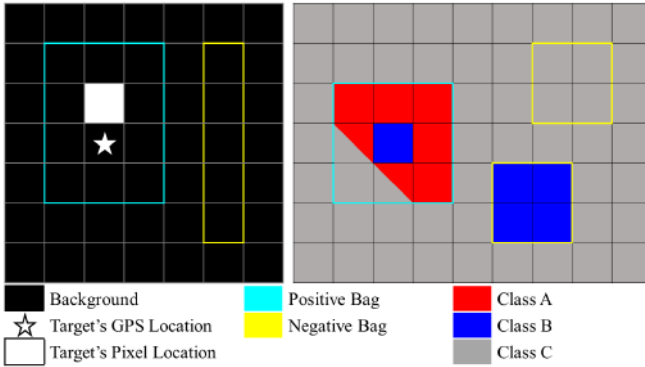 Background Positive Bag Class A
Target's GPS Location Negative Bag Class B
Target's Pixel Location Class C